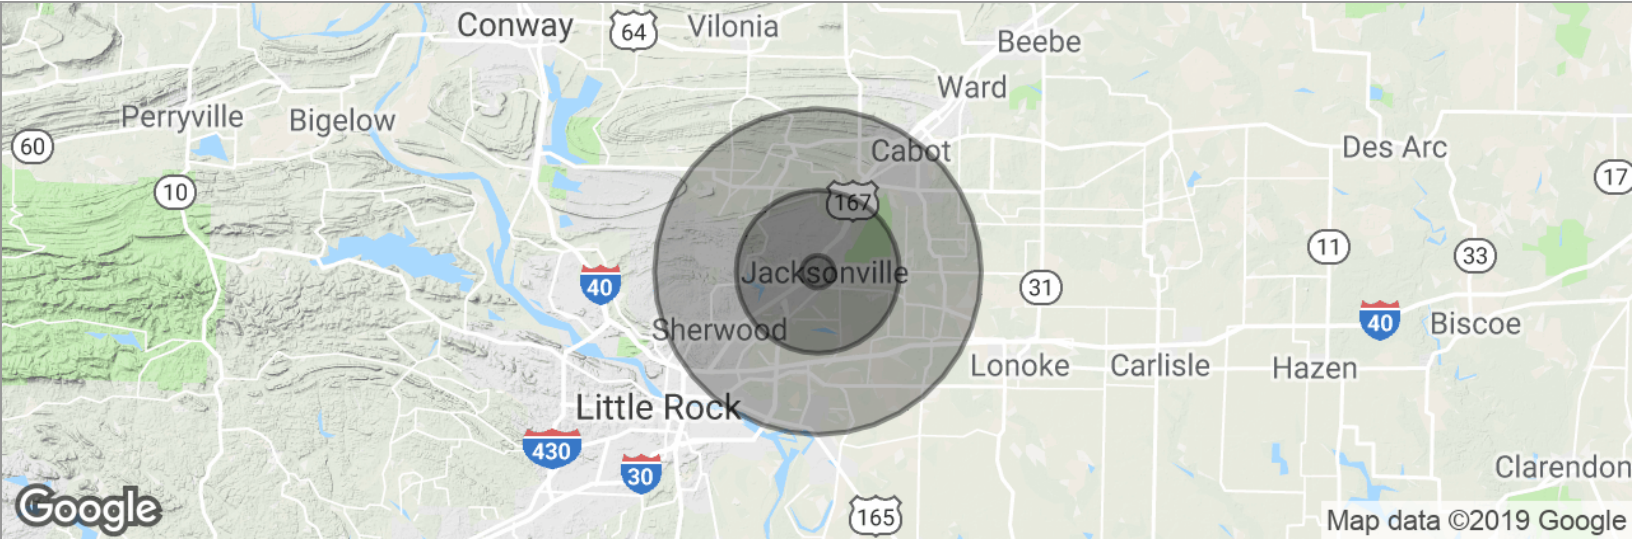 Conway
64
Vilonia
Beebe
Ward
Perryville
Bigelow
60
Cabot
Des Arc
17
10
167
11
33
Jacksonville
40
31
40
Biscoe
Sherwood
Lonoke
Carlisle
Hazen
Little Rock
430
30
Clarendon
Google
165
Map data ©2019 Google